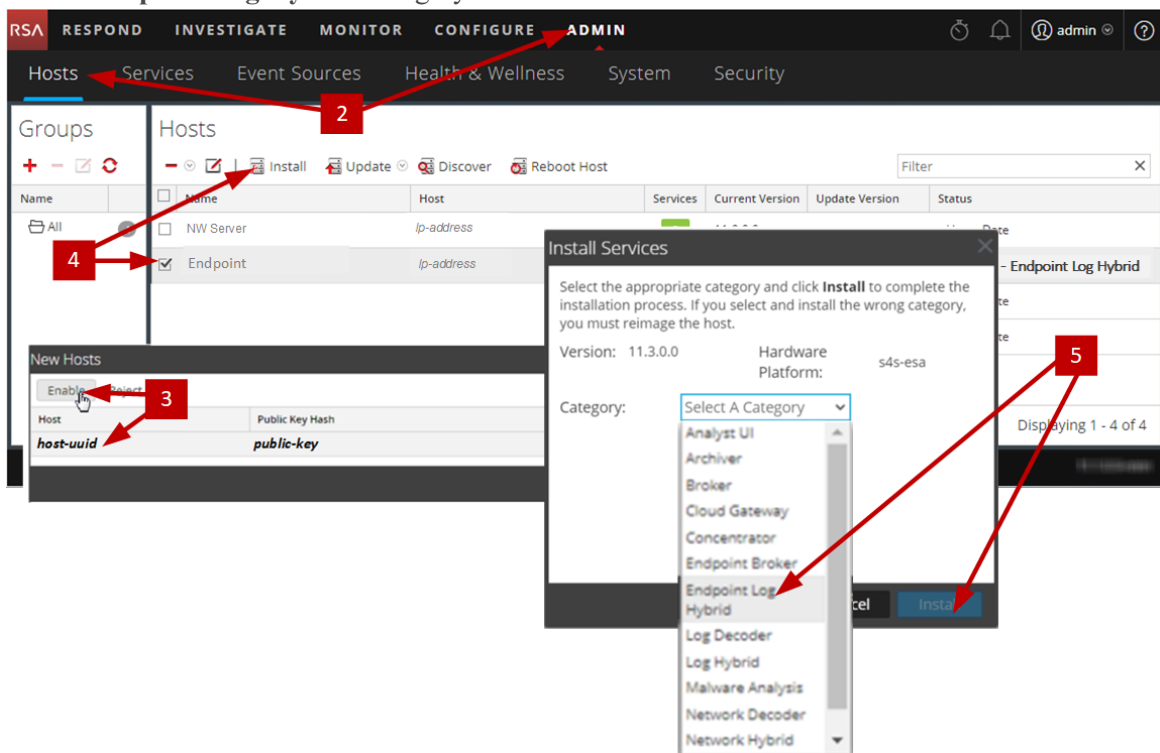 RSA RESPOND INVESTIGATE MONITOR CONFIGURE ADMIN admin
Hosts Services Event Sources Health & Wellness System Security
2
Groups
Hosts
Install Update Discover Reboot Host Filter
Name
Name Host Services Current Version Update Version Status
All
NW Server Ip-address
4
Endpoint Ip-address - Endpoint Log Hybrid
Install Services
Select the appropriate category and click Install to complete the
installation process. If you select and install the wrong category,
you must reimage the host.
Version: 11.3.0.0 Hardware
Platform: s4s-esa
5
New Hosts
Enable Reject
3
Host Public Key Hash
host-uuid public-key
Category: Select A Category
Displaying 1 - 4 of 4
Analyst UI
Archiver
Broker
Cloud Gateway
Concentrator
Endpoint Broker
Endpoint Log
Hybrid
Log Decoder
Log Hybrid
Malware Analysis
Network Decoder
Network Hybrid